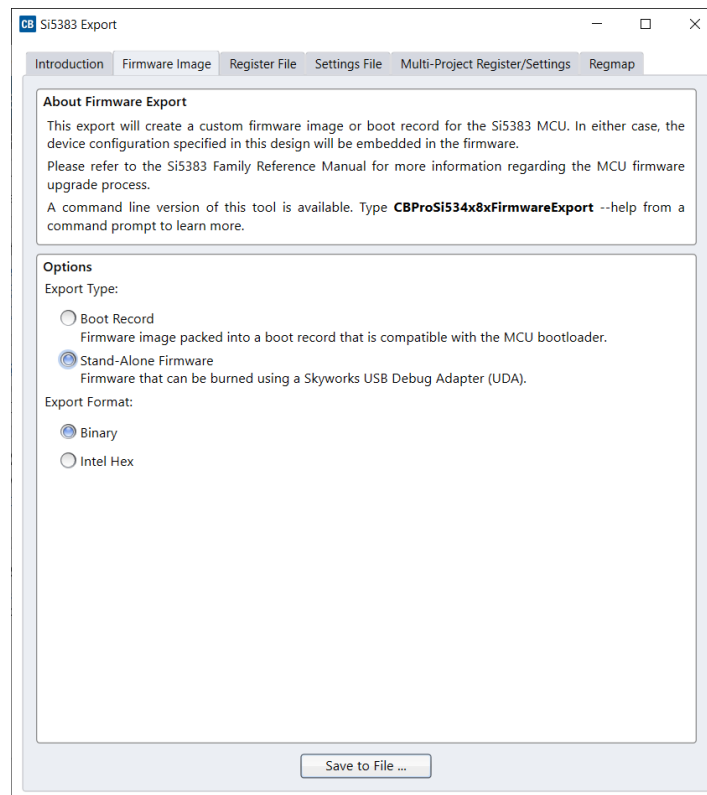 CB Si5383 Export
Introduction Firmware Image Register File Settings File Multi-Project Register/Settings Regmap
About Firmware Export
This export will create a custom firmware image or boot record for the Si5383 MCU. In either case, the
device configuration specified in this design will be embedded in the firmware.
Please refer to the Si5383 Family Reference Manual for more information regarding the MCU firmware
upgrade process.
A command line version of this tool is available. Type CBProSi534x8xFirmwareExport --help from a
command prompt to learn more.
Options
Export Type:
Boot Record
Firmware image packed into a boot record that is compatible with the MCU bootloader.
Stand-Alone Firmware
Firmware that can be burned using a Skyworks USB Debug Adapter (UDA).
Export Format:
Binary
Intel Hex
Save to File ...